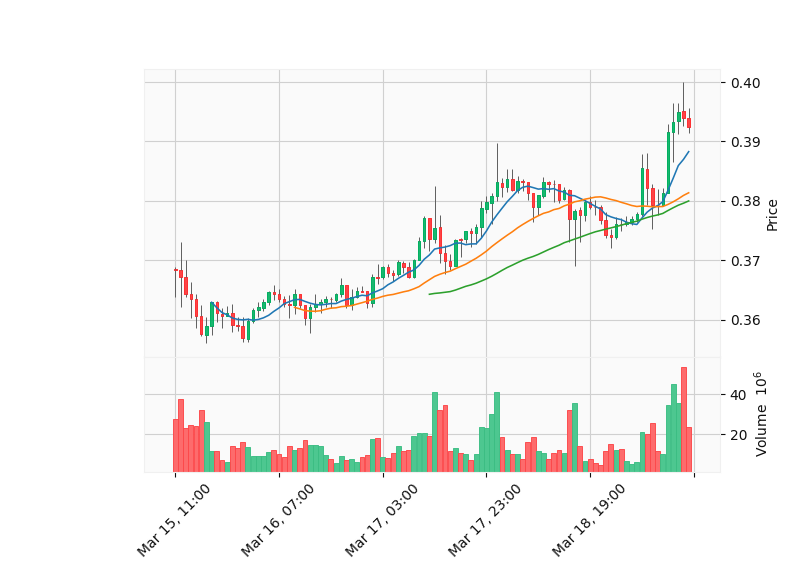 0.40
0.39
0.38
0.37
0.36
Price
40
20
Volume 10^6
Mar 15, 11:00
Mar 16, 07:00
Mar 17, 03:00
Mar 17, 23:00
Mar 18, 19:00